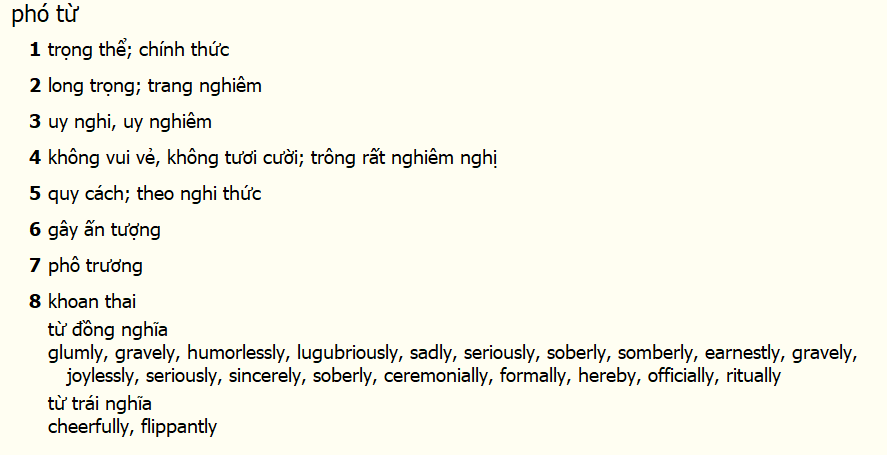 phó từ
1 trọng thể; chính thức
2 long trọng; trang nghiêm
3 uy nghi, uy nghiêm
4 không vui vẻ, không tươi cười; trông rất nghiêm nghị
5 quy cách; theo nghi thức
6 gây ấn tượng
7 phô trương
8 khoan thai
từ đồng nghĩa
glumly, gravely, humorlessly, lugubriously, sadly, seriously, soberly, somberly, earnestly, gravely,
joylessly, seriously, sincerely, soberly, ceremonially, formally, hereby, officially, ritually
từ trái nghĩa
cheerfully, flippantly